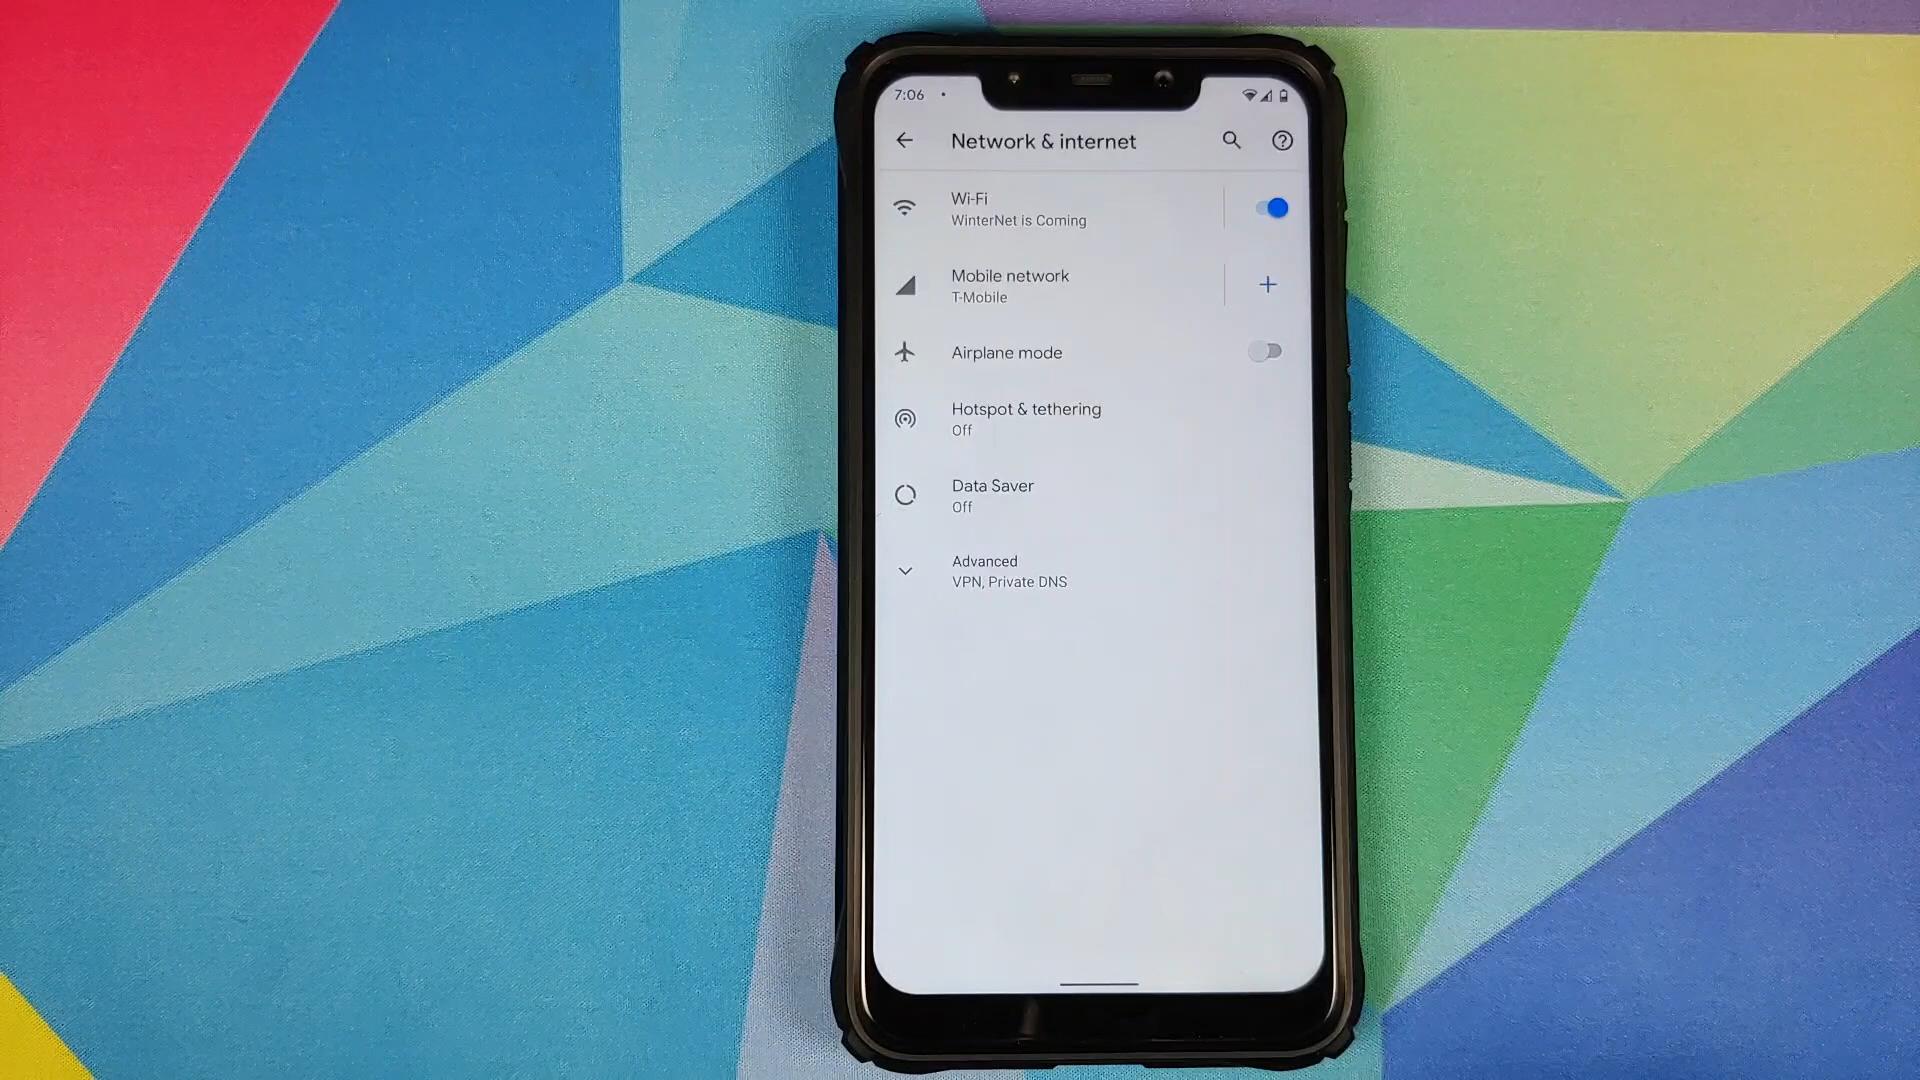 7:06
Network & internet
Wi-Fi
WinterNet is Coming
Mobile network
T-Mobile
Airplane mode
Hotspot & tethering
Off
Data Saver
Off
Advanced
VPN, Private DNS